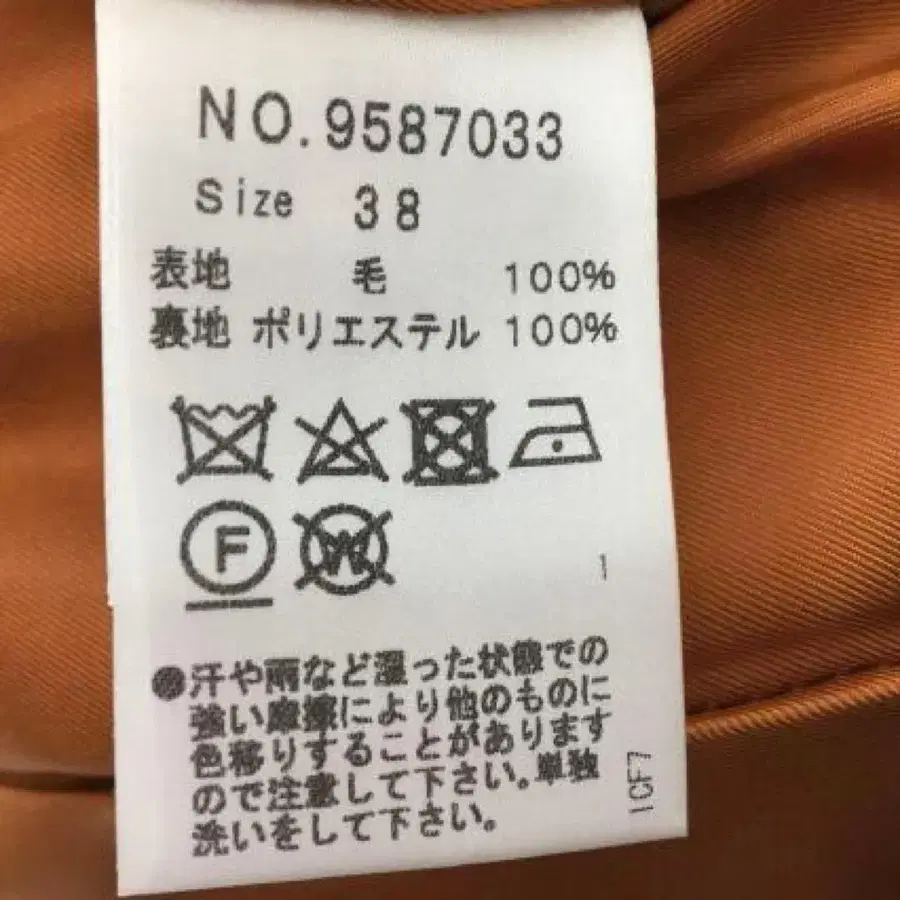 NO.9587033
Size 38
表地 毛 100%
裏地 ポリエステル 100%
F W
1
●汗や雨など湿った状態での
強い摩擦により他のものに
色移りすることがあります
ので注意して下さい。単独
洗いをして下さい。
ICF7